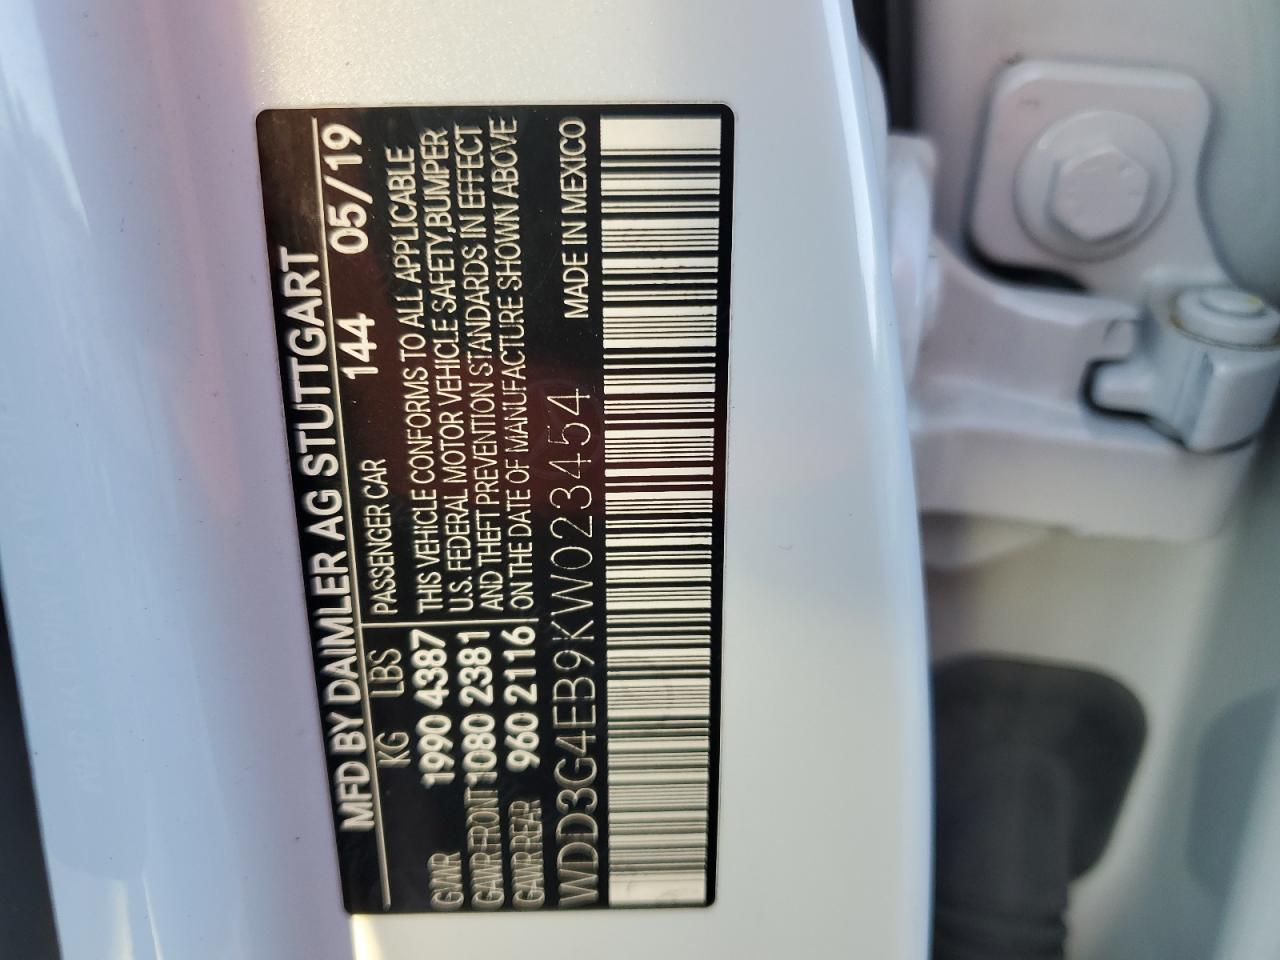 MFD BY DAIMLER AG STUTTGART
144 05/19
KG LBS
GVWR 1990 4387
GAWR FRONT 1080 2381
GAWR REAR 960 2116
PASSENGER CAR
THIS VEHICLE CONFORMS TO ALL APPLICABLE
U.S. FEDERAL MOTOR VEHICLE SAFETY,BUMPER
AND THEFT PREVENTION STANDARDS IN EFFECT
ON THE DATE OF MANUFACTURE SHOWN ABOVE
WDD3G4EB9KW023454 MADE IN MEXICO